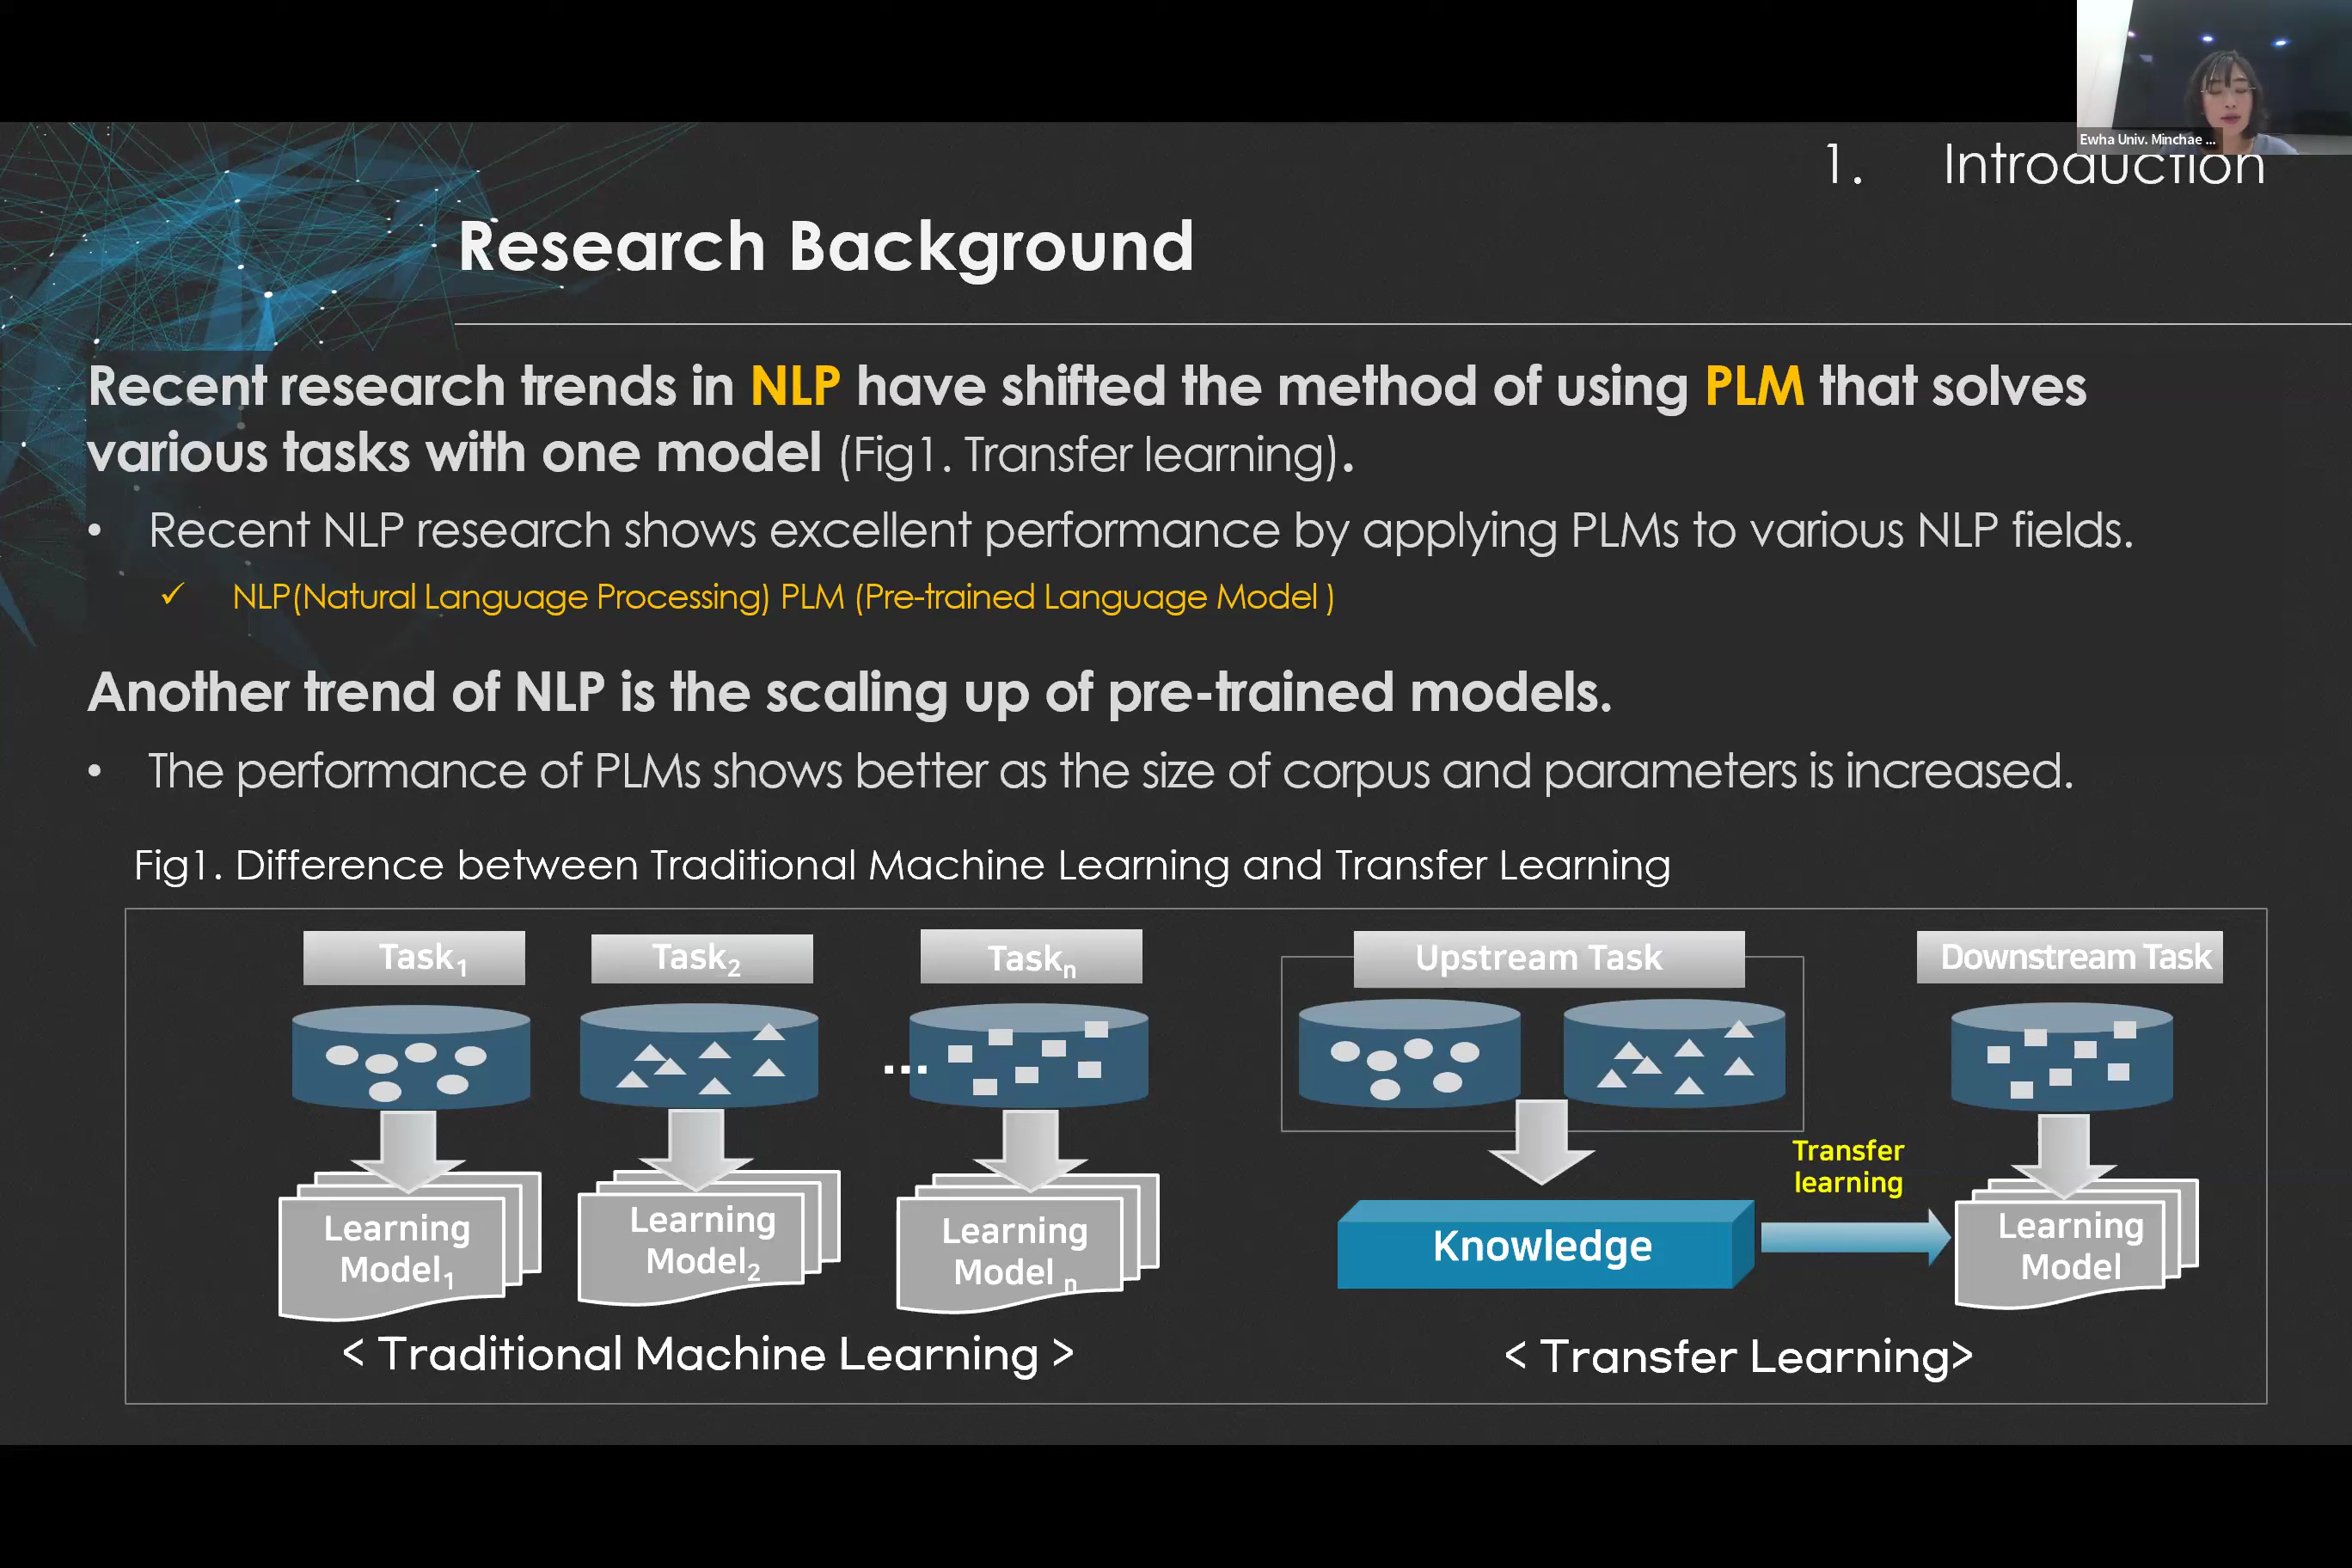 Ewha Univ. Minchae ...
1. Introduction
Research Background
Recent research trends in NLP have shifted the method of using PLM that solves
various tasks with one model (Fig1. Transfer learning).
• Recent NLP research shows excellent performance by applying PLMs to various NLP fields.
✓ NLP(Natural Language Processing) PLM (Pre-trained Language Model )
Another trend of NLP is the scaling up of pre-trained models.
• The performance of PLMs shows better as the size of corpus and parameters is increased.
Fig1. Difference between Traditional Machine Learning and Transfer Learning
Task1
Task2
...
Taskn
Learning
Model1
Learning
Model2
Learning
Model n
< Traditional Machine Learning >
Upstream Task
Downstream Task
Transfer
learning
Knowledge
Learning
Model
< Transfer Learning>